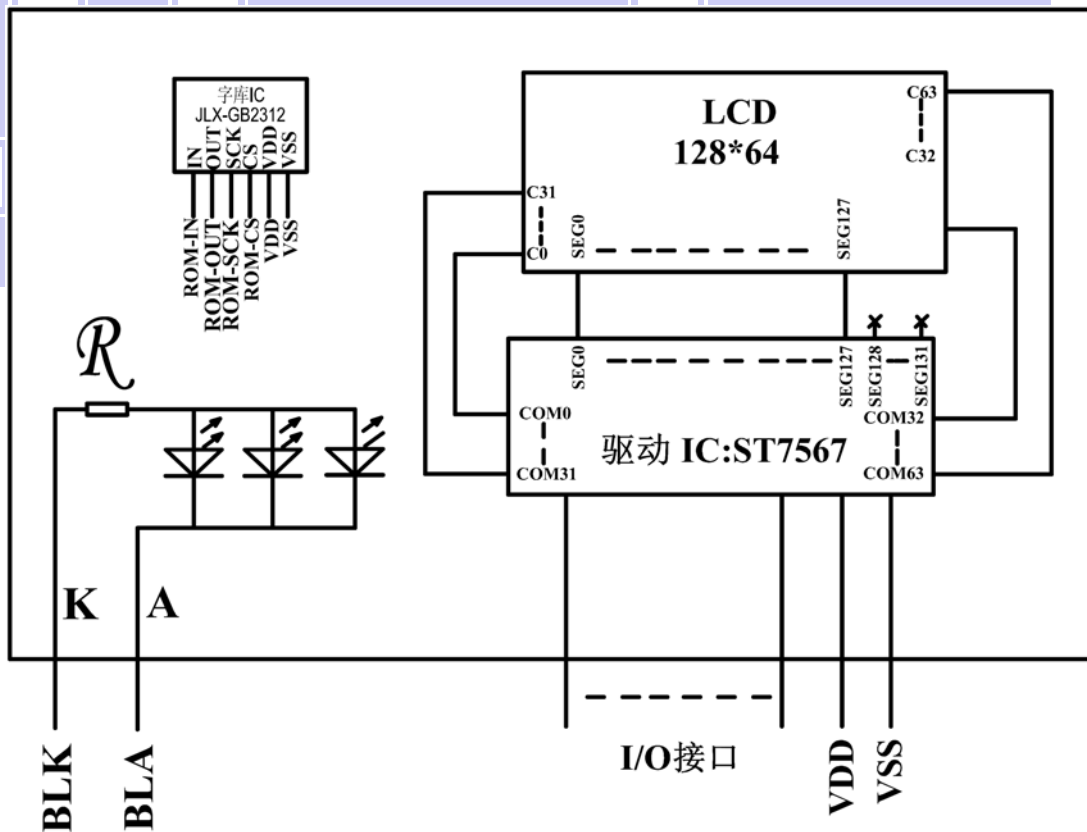 字库IC
JLX-GB2312
IN
OUT
SCK
CS
VDD
VSS
ROM-IN
ROM-OUT
ROM-SCK
ROM-CS
VDD
VSS
LCD
128*64
C63
C32
C31
C0
SEG0
SEG127
SEG0
SEG127
SEG128
SEG131
COM0
COM31
COM32
COM63
驱动 IC:ST7567
R
K
A
BLK
BLA
I/O接口
VDD
VSS